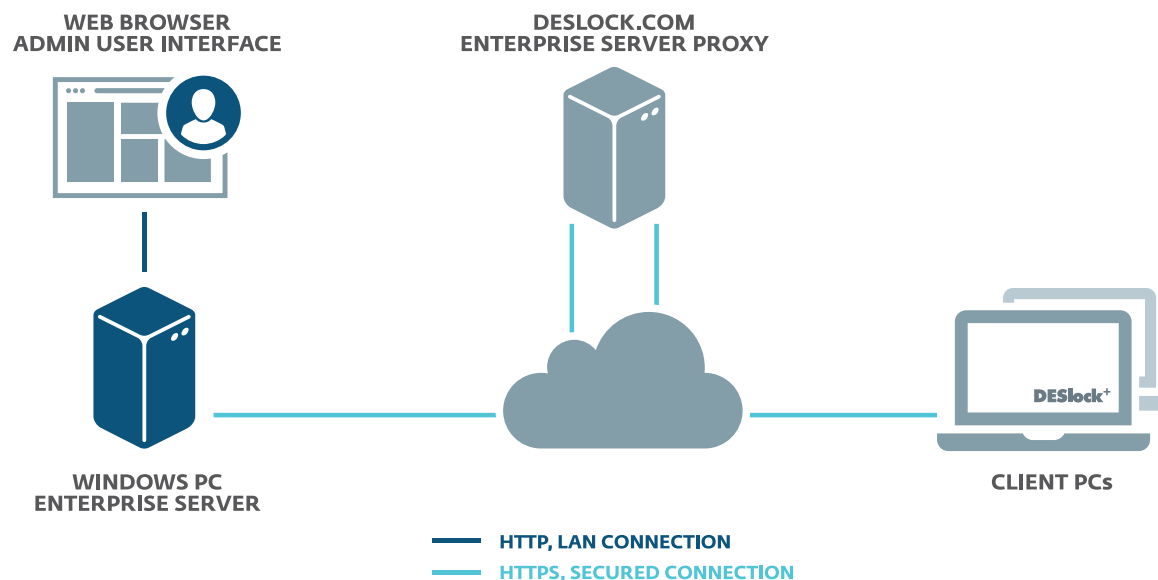 WEB BROWSER
ADMIN USER INTERFACE
DESLOCK.COM
ENTERPRISE SERVER PROXY
DESlock+
WINDOWS PC
ENTERPRISE SERVER
CLIENT PCs
HTTP, LAN CONNECTION
HTTPS, SECURED CONNECTION